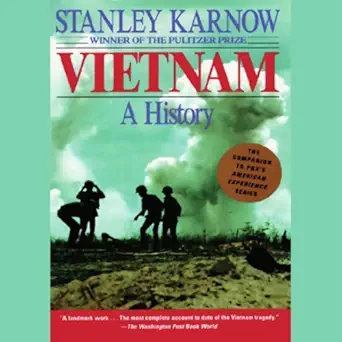 STANLEY KARNOW
WINNER OF THE PULITZER PRIZE
VIETNAM
A History
THE
COMPANION
TO PBS'S
AMERICAN
EXPERIENCE
SERIES
"A landmark work . . . The most complete account to date of the Vietnam tragedy."
—The Washington Post Book World